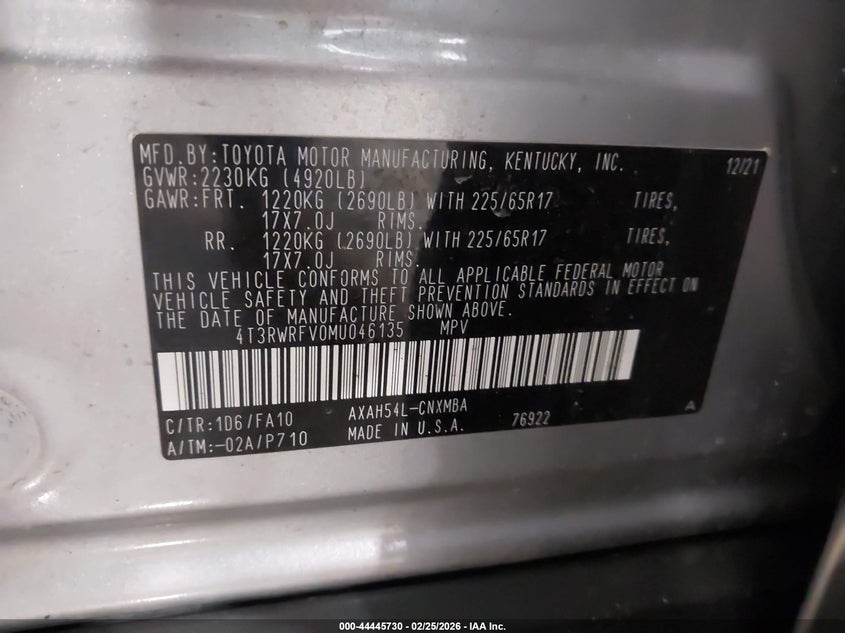 MFD.BY:TOYOTA MOTOR MANUFACTURING, KENTUCKY, INC. 12/21
GVWR:2230KG (4920LB)
GAWR:FRT. 1220KG (2690LB) WITH 225/65R17 TIRES,
17X7.0J RIMS.
RR. 1220KG (2690LB) WITH 225/65R17 TIRES,
17X7.0J RIMS.
THIS VEHICLE CONFORMS TO ALL APPLICABLE FEDERAL MOTOR
VEHICLE SAFETY AND THEFT PREVENTION STANDARDS IN EFFECT ON
THE DATE OF MANUFACTURE SHOWN ABOVE.
4T3RWRFV0MU046135 MPV
C/TR:1D6/FA10 AXAH54L-CNXMBA A
A/TM:-02A/P710 MADE IN U.S.A. 76922
000-44445730 - 02/25/2026 - IAA Inc.